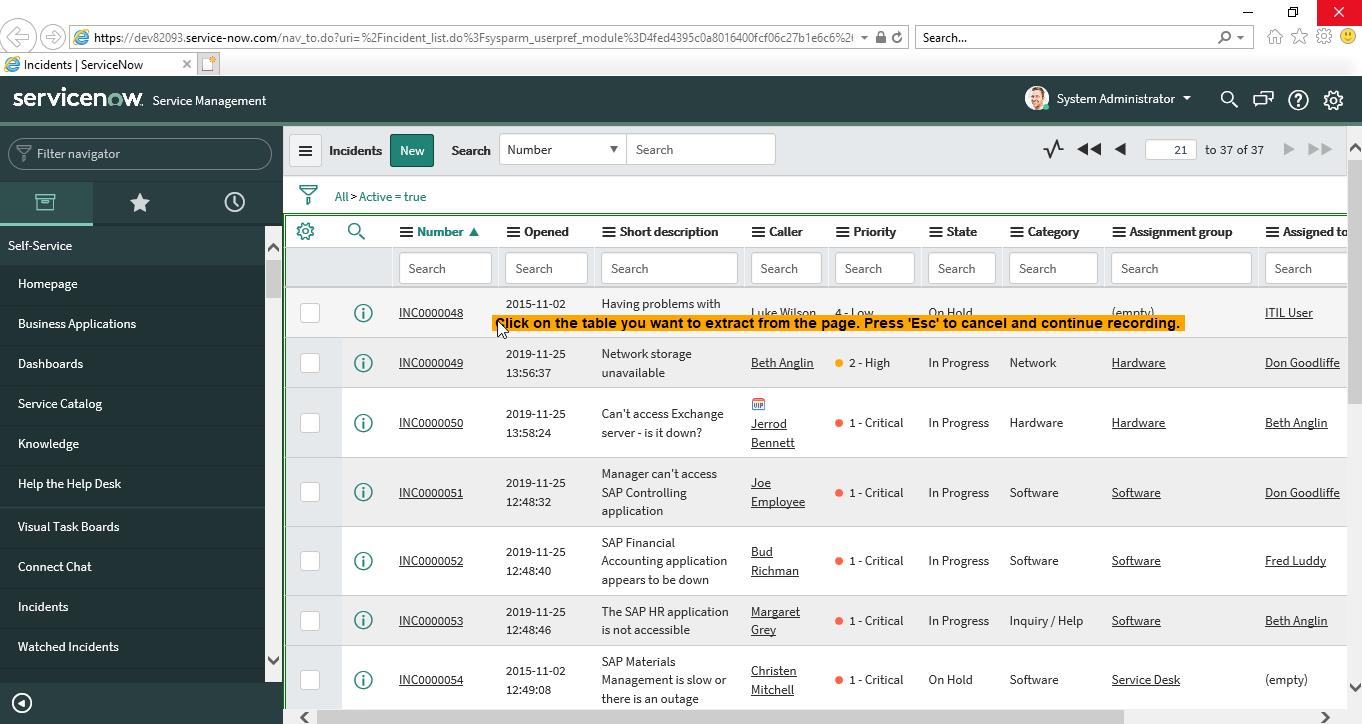 https://dev82093.service-now.com/nav_to.do?uri=%2Fincident_list.do%3Fsysparm_userpref_module%3D4fed4395c0a8016400fcf06c27b1e6c6%2
Search...
Incidents | ServiceNow
servicenow Service Management
System Administrator
Filter navigator
Self-Service
Homepage
Business Applications
Dashboards
Service Catalog
Knowledge
Help the Help Desk
Visual Task Boards
Connect Chat
Incidents
Watched Incidents
Incidents New Search Number Search
21 to 37 of 37
All > Active = true
Number Opened Short description Caller Priority State Category Assignment group Assigned to
Search Search Search Search Search Search Search Search Search
Click on the table you want to extract from the page. Press 'Esc' to cancel and continue recording.
INC0000048 2015-11-02 Having problems with Luke Wilson 4 - Low On Hold (empty) ITIL User
INC0000049 2019-11-25 13:56:37 Network storage unavailable Beth Anglin 2 - High In Progress Network Hardware Don Goodliffe
INC0000050 2019-11-25 13:58:24 Can't access Exchange server - is it down? VIP Jerrod Bennett 1 - Critical In Progress Hardware Hardware Beth Anglin
INC0000051 2019-11-25 12:48:32 Manager can't access SAP Controlling application Joe Employee 1 - Critical In Progress Software Software Don Goodliffe
INC0000052 2019-11-25 12:48:40 SAP Financial Accounting application appears to be down Bud Richman 1 - Critical In Progress Software Software Fred Luddy
INC0000053 2019-11-25 12:48:46 The SAP HR application is not accessible Margaret Grey 1 - Critical In Progress Inquiry / Help Software Beth Anglin
INC0000054 2015-11-02 12:49:08 SAP Materials Management is slow or there is an outage Christen Mitchell 1 - Critical On Hold Software Service Desk (empty)